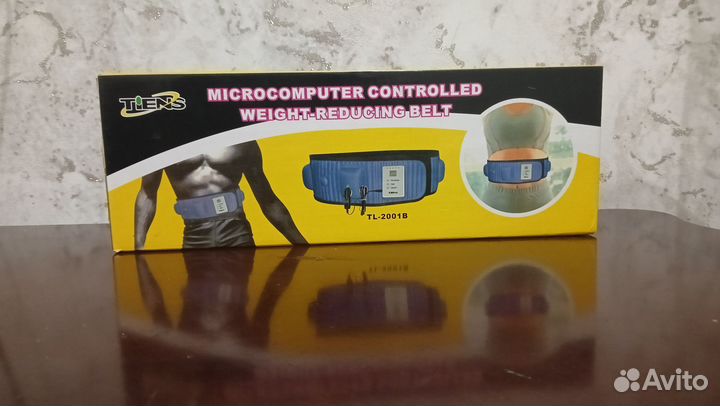 TIENS
MICROCOMPUTER CONTROLLED
WEIGHT-REDUCING BELT
TL-2001B
Avito